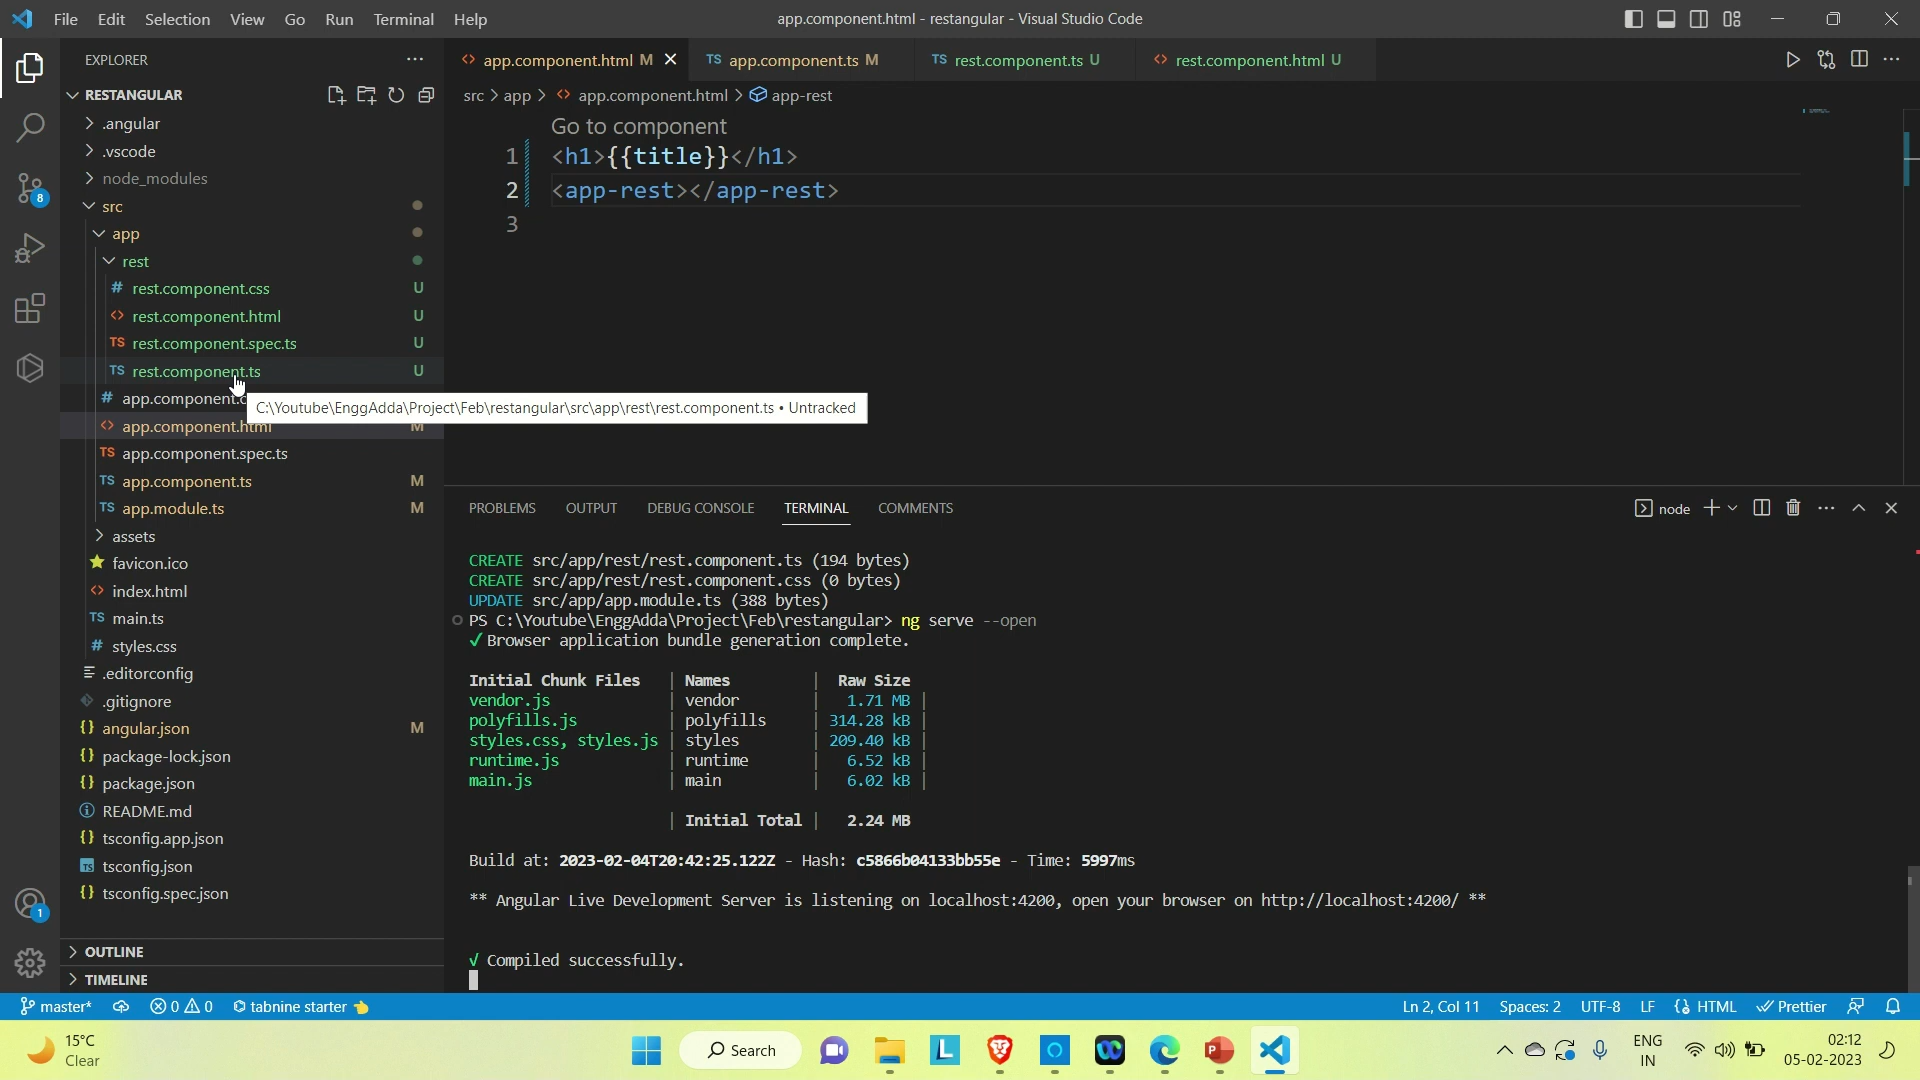 File Edit Selection View Go Run Terminal Help
app.component.html - restangular - Visual Studio Code
EXPLORER
RESTANGULAR
.angular
.vscode
node_modules
src
app
rest
# rest.component.css U
<> rest.component.html U
TS rest.component.spec.ts U
TS rest.component.ts U
# app.component.c
<> app.component.html M
TS app.component.spec.ts
TS app.component.ts M
TS app.module.ts M
assets
favicon.ico
<> index.html
TS main.ts
# styles.css
.editorconfig
.gitignore
{} angular.json M
{} package-lock.json
{} package.json
README.md
{} tsconfig.app.json
TS tsconfig.json
{} tsconfig.spec.json
OUTLINE
TIMELINE
8
1
C:\Youtube\EnggAdda\Project\Feb\restangular\src\app\rest\rest.component.ts • Untracked
<> app.component.html M
TS app.component.ts M
TS rest.component.ts U
<> rest.component.html U
src > app > <> app.component.html > app-rest
Go to component
1 <h1>{{title}}</h1>
2 <app-rest></app-rest>
3
PROBLEMS OUTPUT DEBUG CONSOLE TERMINAL COMMENTS
node
CREATE src/app/rest/rest.component.ts (194 bytes)
CREATE src/app/rest/rest.component.css (0 bytes)
UPDATE src/app/app.module.ts (388 bytes)
PS C:\Youtube\EnggAdda\Project\Feb\restangular> ng serve --open
√ Browser application bundle generation complete.
Initial Chunk Files | Names | Raw Size
vendor.js | vendor | 1.71 MB |
polyfills.js | polyfills | 314.28 kB |
styles.css, styles.js | styles | 209.40 kB |
runtime.js | runtime | 6.52 kB |
main.js | main | 6.02 kB |
| Initial Total | 2.24 MB
Build at: 2023-02-04T20:42:25.122Z - Hash: c5866b04133bb55e - Time: 5997ms
** Angular Live Development Server is listening on localhost:4200, open your browser on http://localhost:4200/ **
√ Compiled successfully.
master* 0 0 tabnine starter
Ln 2, Col 11 Spaces: 2 UTF-8 LF {} HTML Prettier
15°C
Clear
Search
L
P
ENG
IN
02:12
05-02-2023